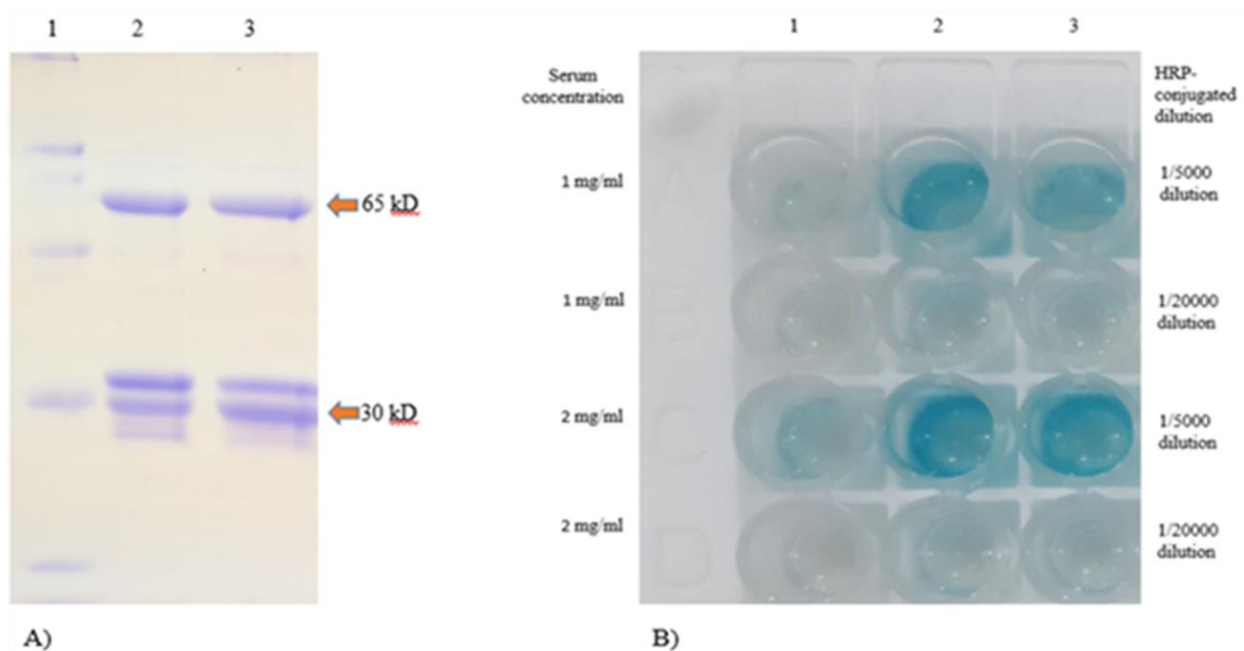 1 2 3
65 kD
30 kD
A)
1 2 3
Serum
concentration
HRP-
conjugated
dilution
1 mg/ml
1/5000
dilution
1 mg/ml
1/20000
dilution
2 mg/ml
1/5000
dilution
2 mg/ml
1/20000
dilution
A
B
C
D
B)